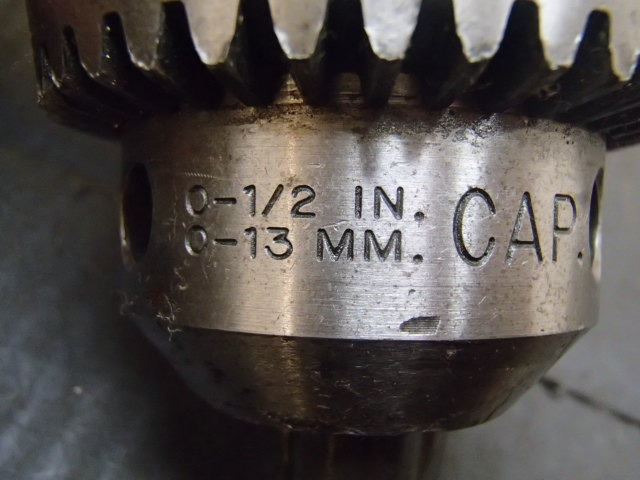 0-1/2 IN.
0-13 MM. CAP.